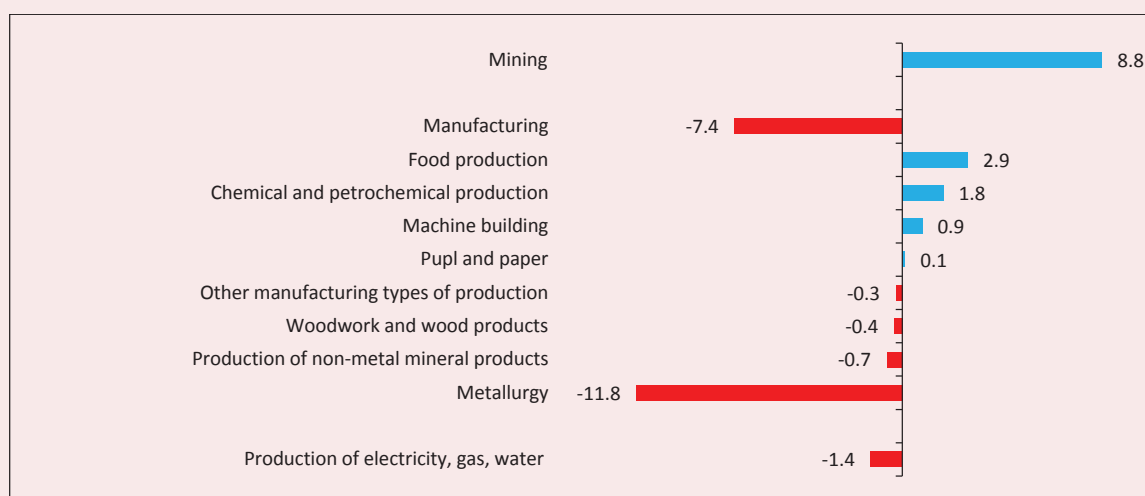 Mining 8.8
Manufacturing -7.4
Food production 2.9
Chemical and petrochemical production 1.8
Machine building 0.9
Pupl and paper 0.1
Other manufacturing types of production -0.3
Woodwork and wood products -0.4
Production of non-metal mineral products -0.7
Metallurgy -11.8
Production of electricity, gas, water -1.4